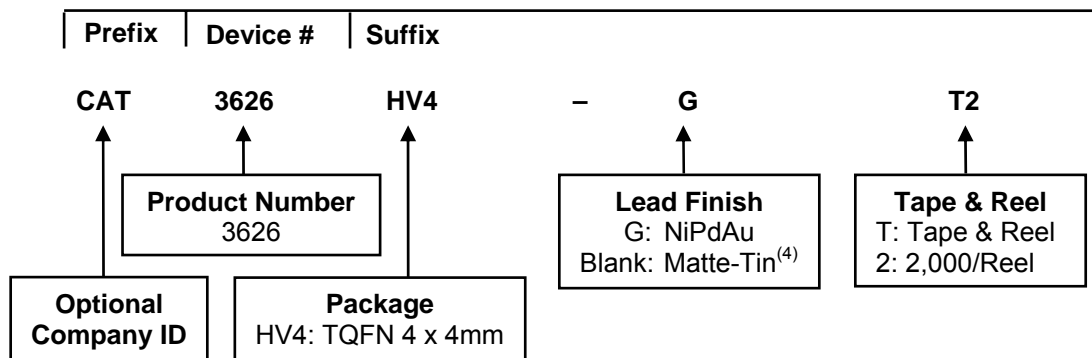 Prefix Device # Suffix
CAT 3626 HV4 – G T2
Product Number
3626
Lead Finish
G: NiPdAu
Blank: Matte-Tin(4)
Tape & Reel
T: Tape & Reel
2: 2,000/Reel
Optional
Company ID
Package
HV4: TQFN 4 x 4mm